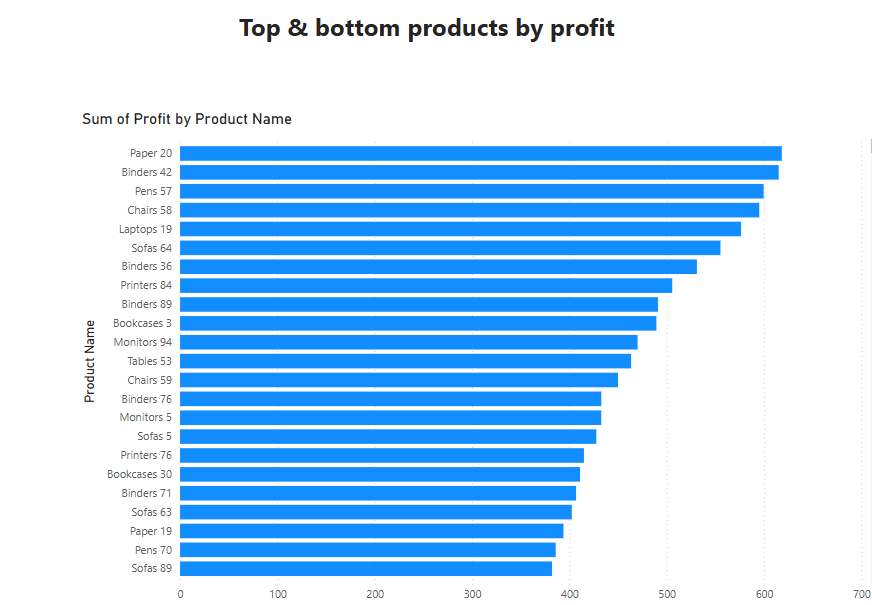 Top & bottom products by profit
Sum of Profit by Product Name
Product Name
Paper 20
Binders 42
Pens 57
Chairs 58
Laptops 19
Sofas 64
Binders 36
Printers 84
Binders 89
Bookcases 3
Monitors 94
Tables 53
Chairs 59
Binders 76
Monitors 5
Sofas 5
Printers 76
Bookcases 30
Binders 71
Sofas 63
Paper 19
Pens 70
Sofas 89
0 100 200 300 400 500 600 700